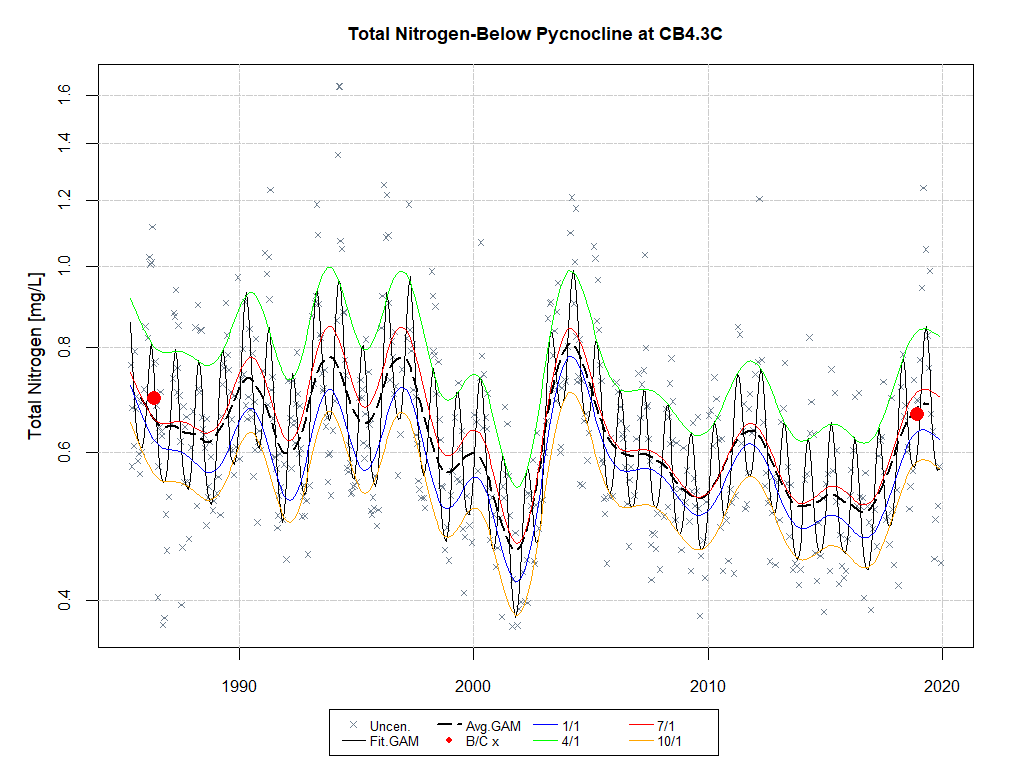 Total Nitrogen-Below Pycnocline at CB4.3C
Total Nitrogen [mg/L]
1.6
1.4
1.2
1.0
0.8
0.6
0.4
1990 2000 2010 2020
Uncen. Avg.GAM 1/1 7/1
Fit.GAM B/C x 4/1 10/1